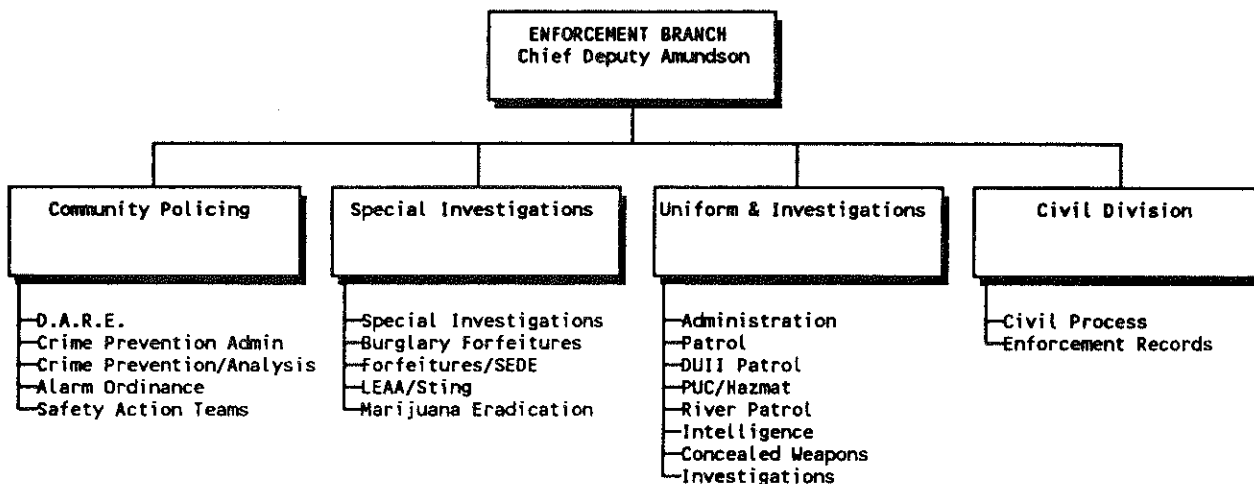 ENFORCEMENT BRANCH
Chief Deputy Amundson
Community Policing
D.A.R.E.
Crime Prevention Admin
Crime Prevention/Analysis
Alarm Ordinance
Safety Action Teams
Special Investigations
Special Investigations
Burglary Forfeitures
Forfeitures/SEDE
LEAA/Sting
Marijuana Eradication
Uniform & Investigations
Administration
Patrol
DUII Patrol
PUC/Hazmat
River Patrol
Intelligence
Concealed Weapons
Investigations
Civil Division
Civil Process
Enforcement Records